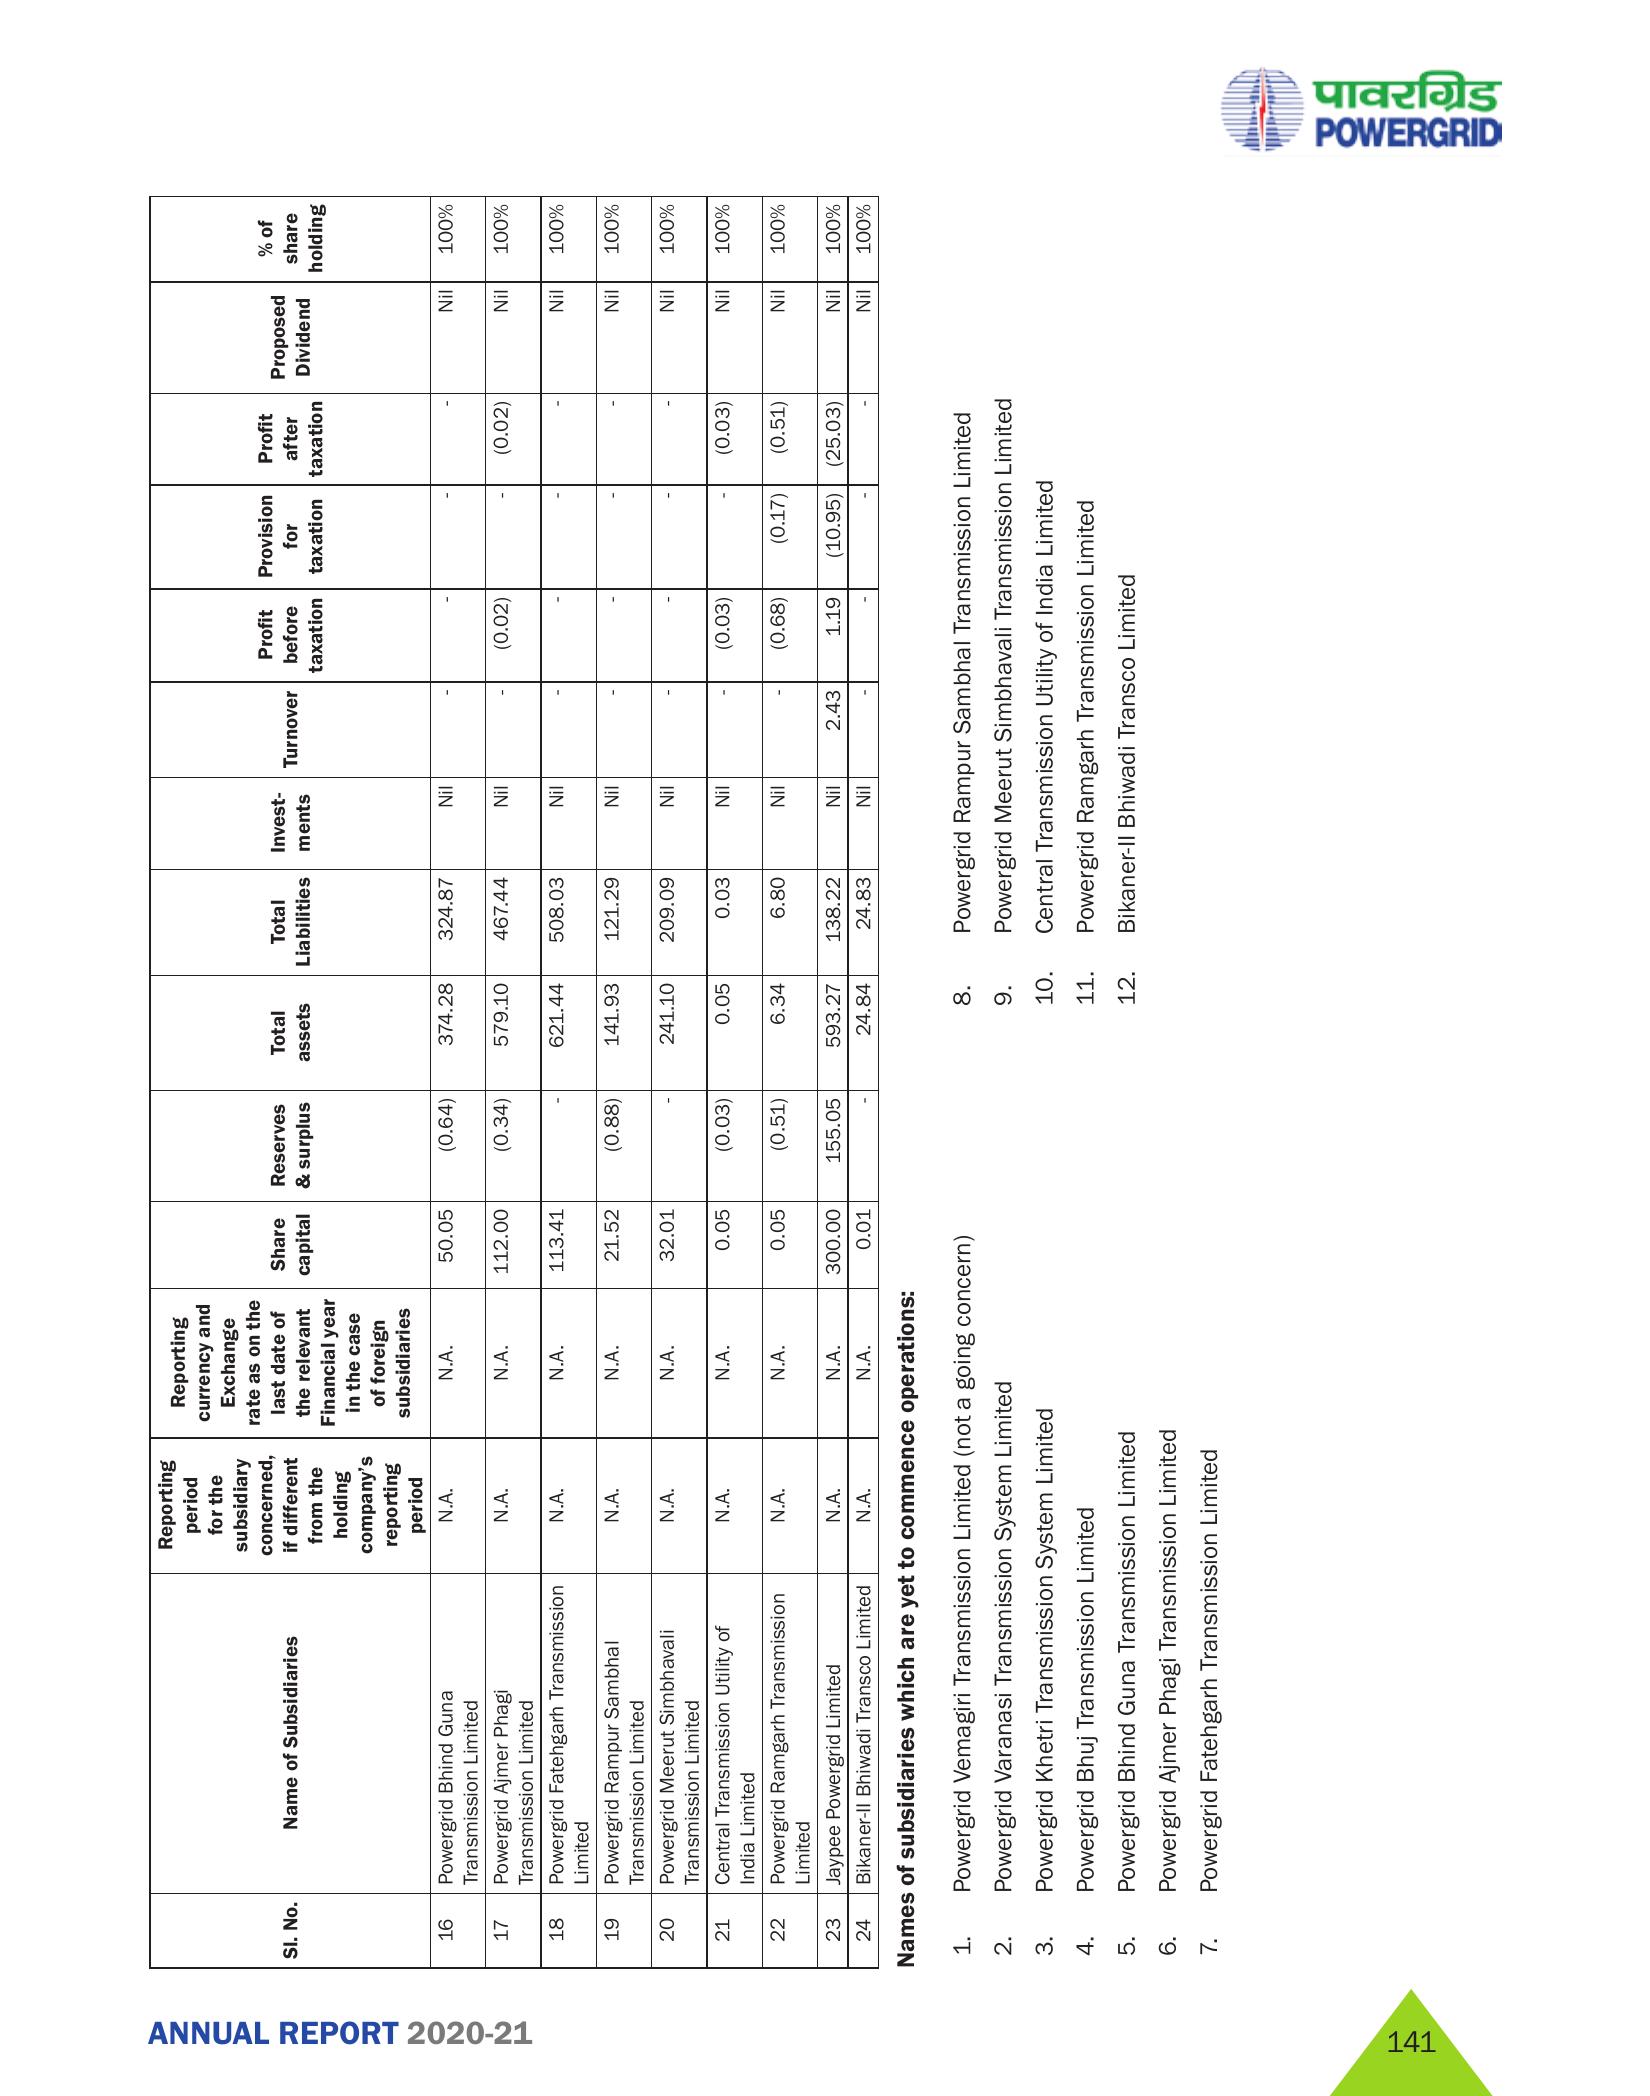 पावरग्रिड
POWERGRID
Sl. No. Name of Subsidiaries Reporting period for the subsidiary concerned, if different from the holding company's reporting period Reporting currency and Exchange rate as on the last date of the relevant Financial year in the case of foreign subsidiaries Share capital Reserves & surplus Total assets Total Liabilities Invest-ments Turnover Profit before taxation Provision for taxation Profit after taxation Proposed Dividend % of share holding
16 Powergrid Bhind Guna Transmission Limited N.A. N.A. 50.05 (0.64) 374.28 324.87 Nil - - - - Nil 100%
17 Powergrid Ajmer Phagi Transmission Limited N.A. N.A. 112.00 (0.34) 579.10 467.44 Nil - (0.02) - (0.02) Nil 100%
18 Powergrid Fatehgarh Transmission Limited N.A. N.A. 113.41 - 621.44 508.03 Nil - - - - Nil 100%
19 Powergrid Rampur Sambhal Transmission Limited N.A. N.A. 21.52 (0.88) 141.93 121.29 Nil - - - - Nil 100%
20 Powergrid Meerut Simbhavali Transmission Limited N.A. N.A. 32.01 - 241.10 209.09 Nil - - - - Nil 100%
21 Central Transmission Utility of India Limited N.A. N.A. 0.05 (0.03) 0.05 0.03 Nil - (0.03) - (0.03) Nil 100%
22 Powergrid Ramgarh Transmission Limited N.A. N.A. 0.05 (0.51) 6.34 6.80 Nil - (0.68) (0.17) (0.51) Nil 100%
23 Jaypee Powergrid Limited N.A. N.A. 300.00 155.05 593.27 138.22 Nil 2.43 1.19 (10.95) (25.03) Nil 100%
24 Bikaner-II Bhiwadi Transco Limited N.A. N.A. 0.01 - 24.84 24.83 Nil - - - - Nil 100%
Names of subsidiaries which are yet to commence operations:
1. Powergrid Vemagiri Transmission Limited (not a going concern)
2. Powergrid Varanasi Transmission System Limited
3. Powergrid Khetri Transmission System Limited
4. Powergrid Bhuj Transmission Limited
5. Powergrid Bhind Guna Transmission Limited
6. Powergrid Ajmer Phagi Transmission Limited
7. Powergrid Fatehgarh Transmission Limited
8. Powergrid Rampur Sambhal Transmission Limited
9. Powergrid Meerut Simbhavali Transmission Limited
10. Central Transmission Utility of India Limited
11. Powergrid Ramgarh Transmission Limited
12. Bikaner-II Bhiwadi Transco Limited
ANNUAL REPORT 2020-21
141